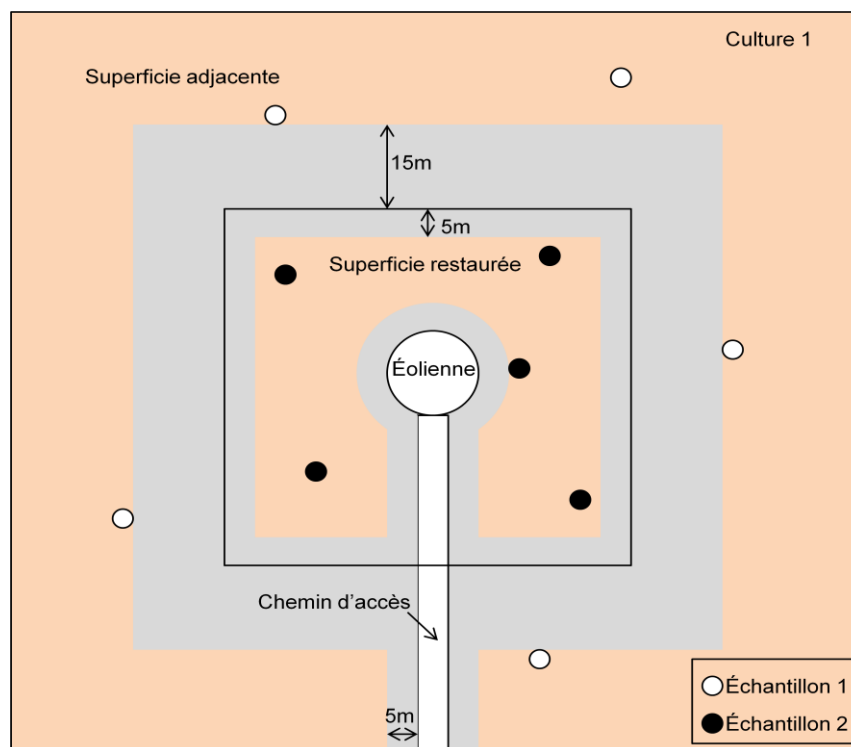 Culture 1
Superficie adjacente
15m
5m
Superficie restaurée
Éolienne
Chemin d'accès
5m
Échantillon 1
Échantillon 2